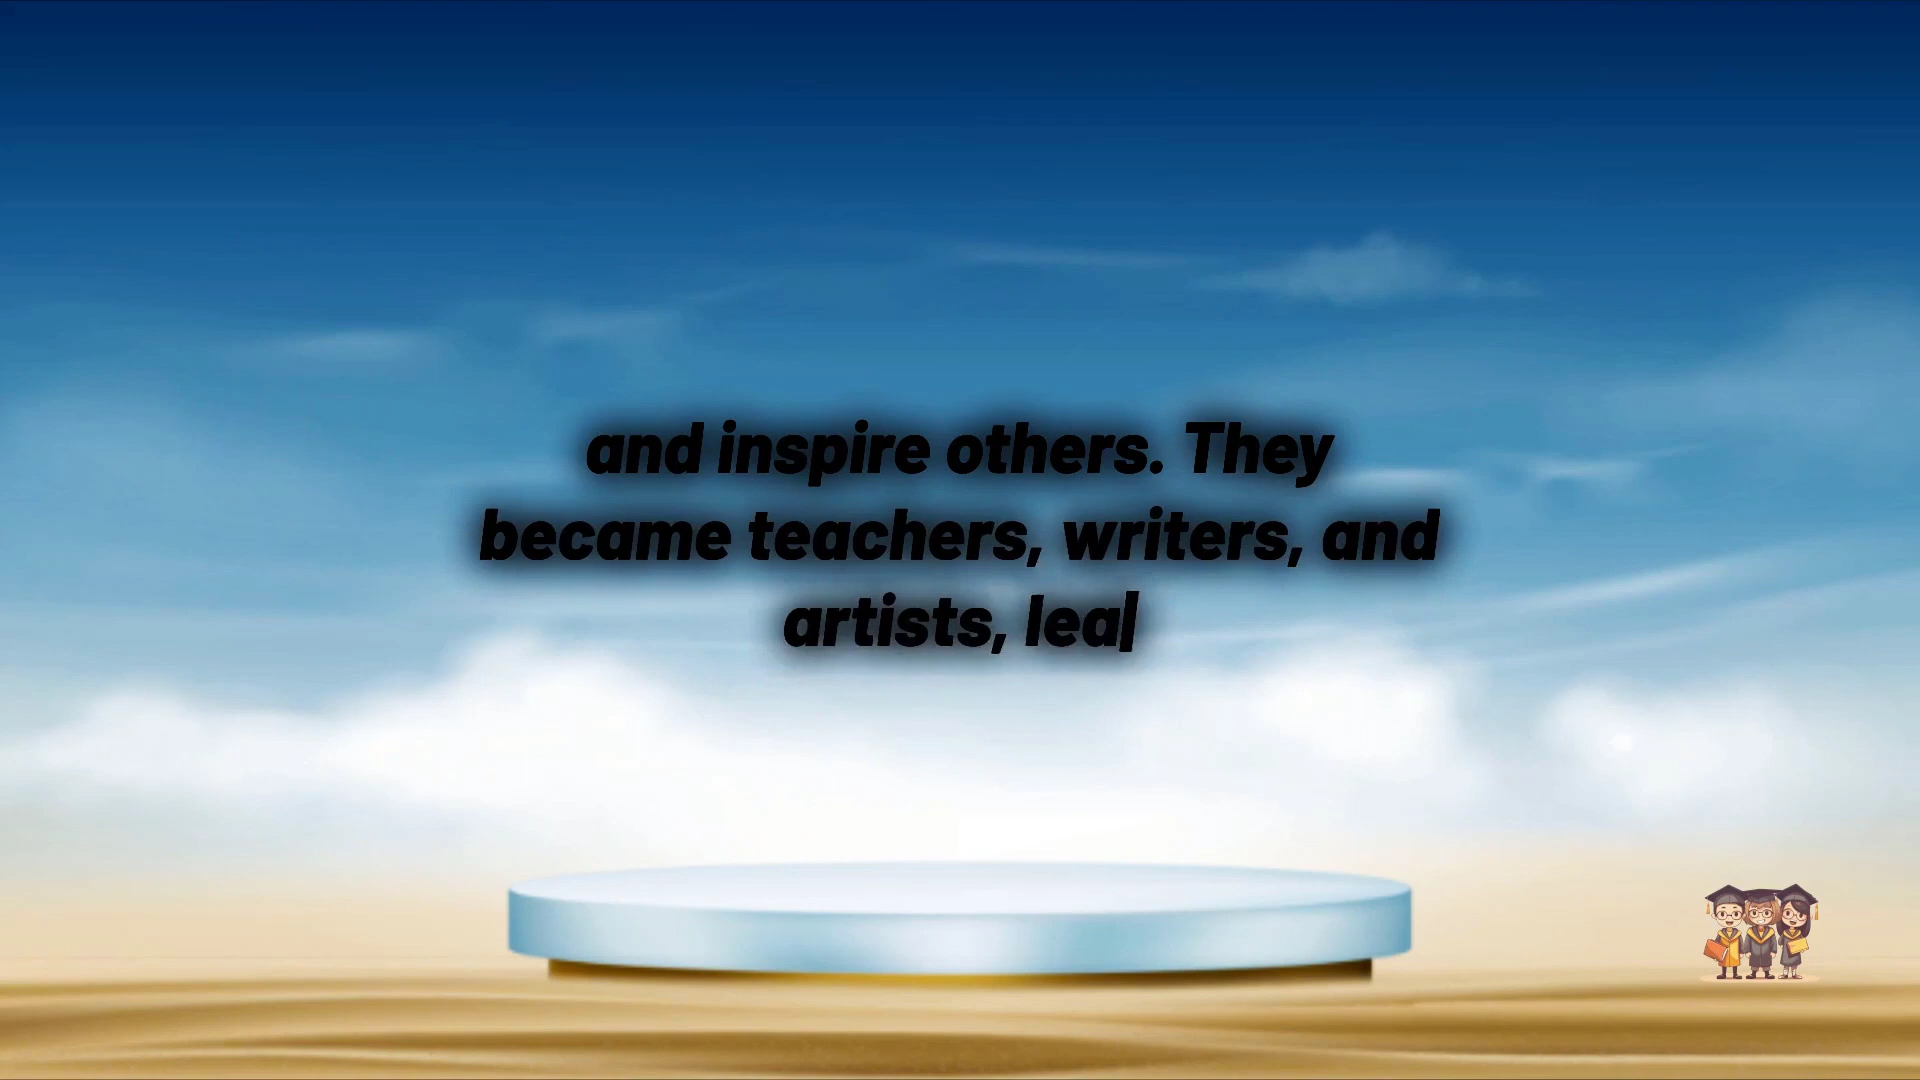 and inspire others. They
became teachers, writers, and
artists, lea